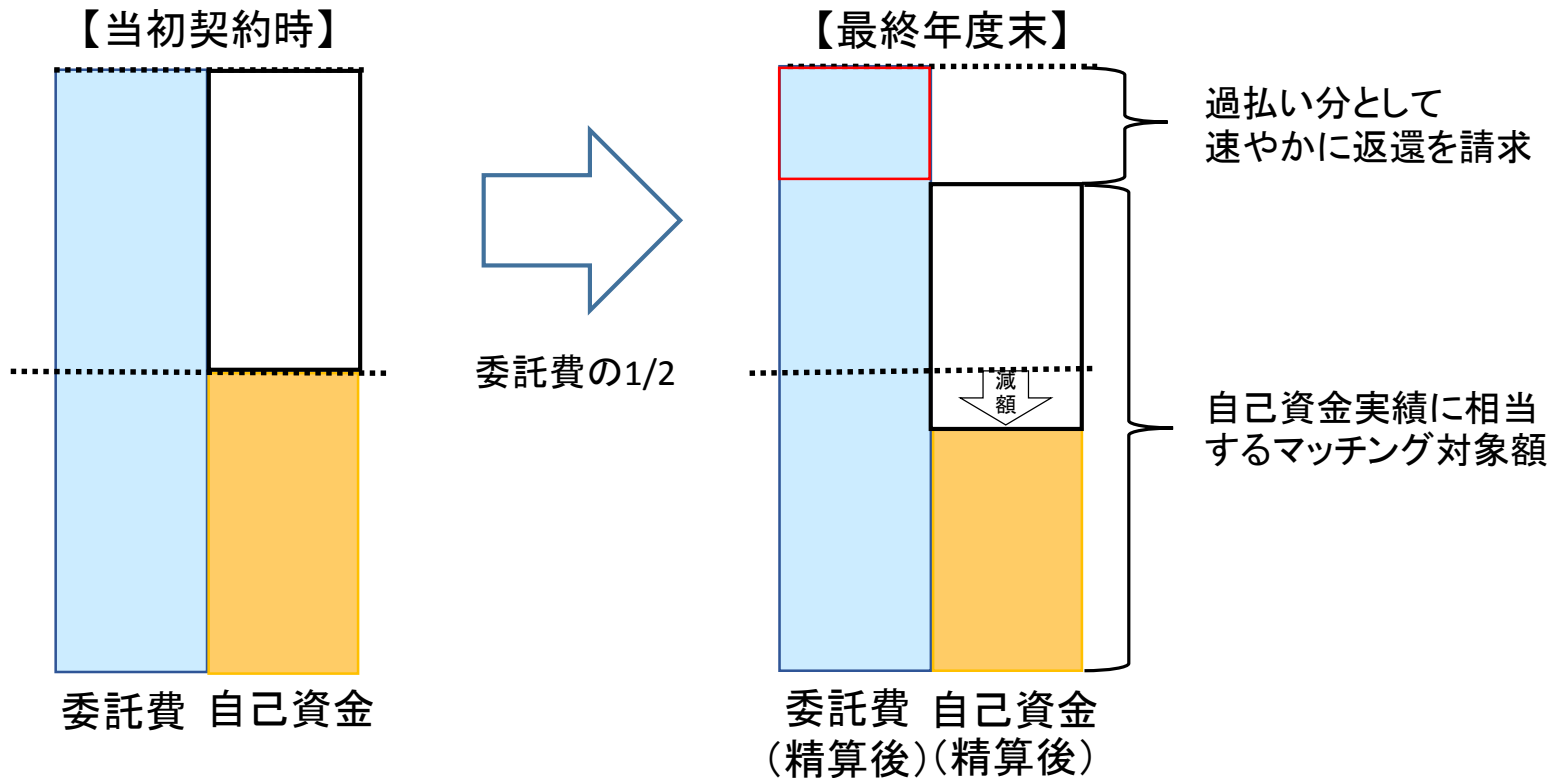 【当初契約時】
【最終年度末】
過払い分として
速やかに返還を請求
委託費の1/2
減
額
自己資金実績に相当
するマッチング対象額
委託費 自己資金
委託費 自己資金
（精算後）（精算後）